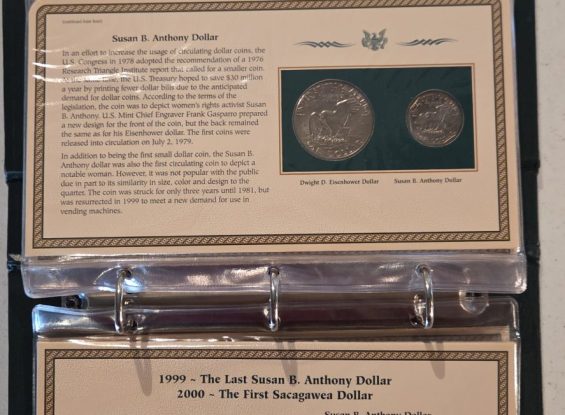 Susan B. Anthony Dollar
In an effort to increase the usage of circulating dollar coins, the
U.S. Congress in 1978 adopted the recommendation of a 1976
Research Triangle Institute report that called for a smaller coin.
At the same time, the U.S. Treasury hoped to save $30 million
a year by printing fewer dollar bills due to the anticipated
demand for dollar coins. According to the terms of the
legislation, the coin was to depict women's rights activist Susan
B. Anthony. U.S. Mint Chief Engraver Frank Gasparro prepared
a new design for the front of the coin, but the back remained
the same as for his Eisenhower dollar. The first coins were
released into circulation on July 2, 1979.
In addition to being the first small dollar coin, the Susan B.
Anthony dollar was also the first circulating coin to depict a
notable woman. However, it was not popular with the public
due in part to its similarity in size, color and design to the
quarter. The coin was struck for only three years until 1981, but
was resurrected in 1999 to meet a new demand for use in
vending machines.
Dwight D. Eisenhower Dollar
Susan B. Anthony Dollar
1999 ~ The Last Susan B. Anthony Dollar
2000 ~ The First Sacagawea Dollar
Susan B. Anthony Dollar